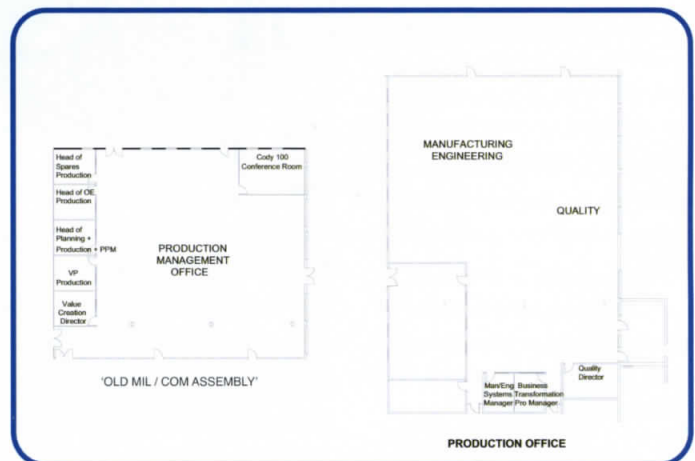 Head of
Spares
Production
Head of OE
Production
Head of
Planning +
Production + PPM
VP
Production
Value
Creation
Director
Cody 100
Conference Room
PRODUCTION
MANAGEMENT
OFFICE
'OLD MIL / COM ASSEMBLY'
MANUFACTURING
ENGINEERING
QUALITY
Quality
Director
Man/Eng
Systems
Manager
Business
Transformation
Pro Manager
PRODUCTION OFFICE